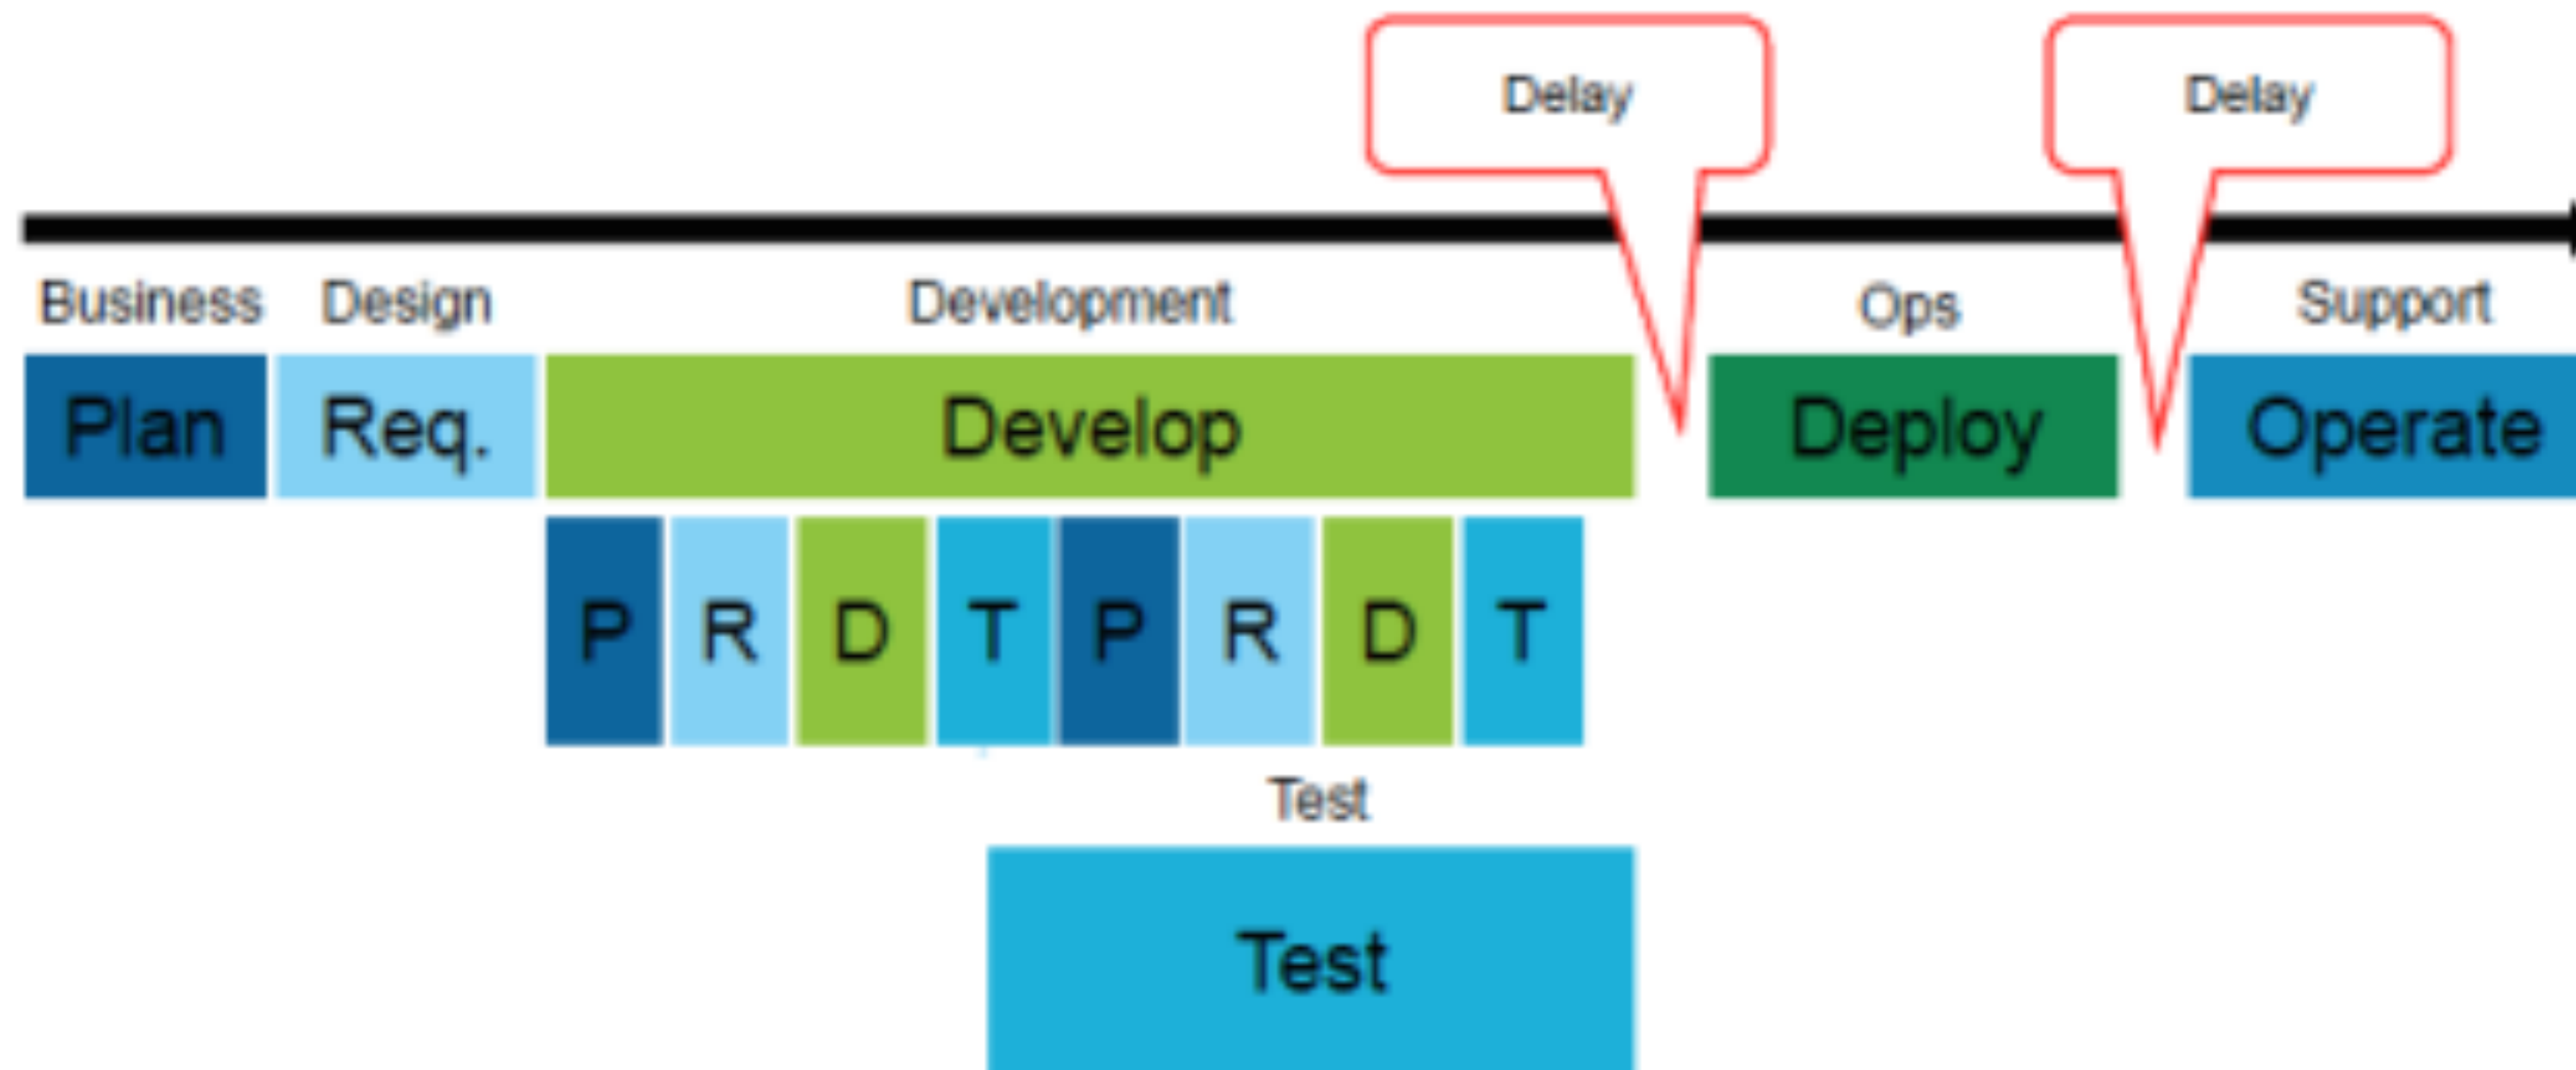 Delay Delay
Business Design Development Ops Support
Plan Req. Develop Deploy Operate
P R D T P R D T
Test
Test